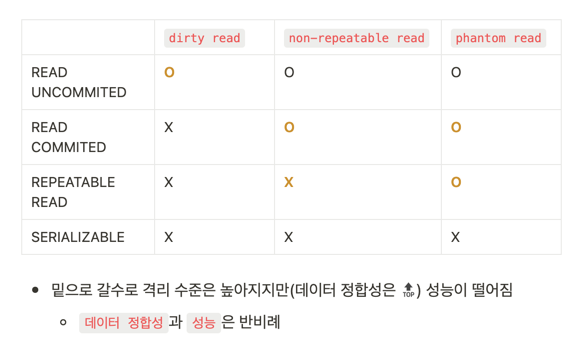 dirty read non-repeatable read phantom read
READ UNCOMMITED O O O
READ COMMITED X O O
REPEATABLE READ X X O
SERIALIZABLE X X X
밑으로 갈수로 격리 수준은 높아지지만(데이터 정합성은 🔝) 성능이 떨어짐
데이터 정합성과 성능은 반비례